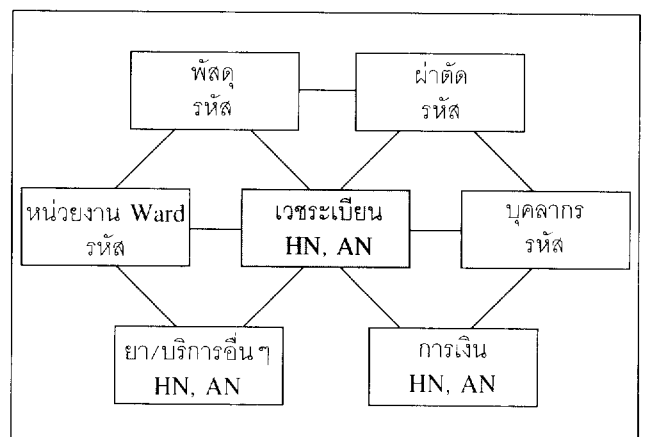 พัสดุ
รหัส
ผ่าตัด
รหัส
หน่วยงาน Ward
รหัส
เวชระเบียน
HN, AN
บุคลากร
รหัส
ยา/บริการอื่นๆ
HN, AN
การเงิน
HN, AN